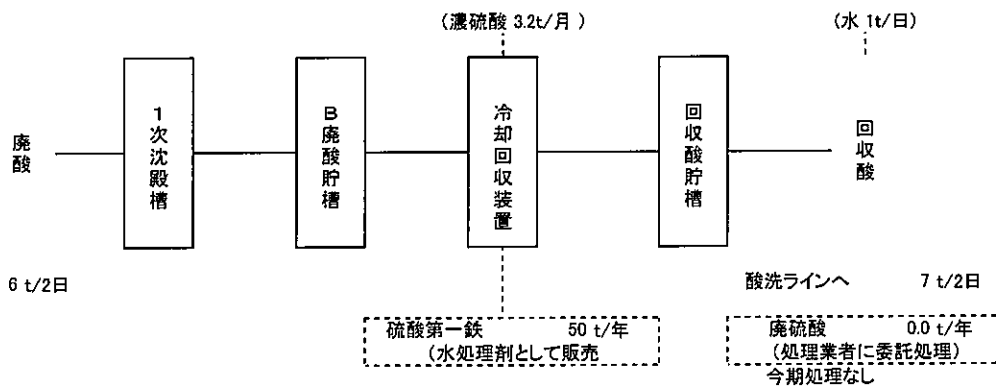 (濃硫酸 3.2t/月 )
(水 1t/日)
廃酸
1次沈殿槽
B廃酸貯槽
冷却回収装置
回収酸貯槽
回収酸
6 t/2日
酸洗ラインへ 7 t/2日
硫酸第一鉄 50 t/年
(水処理剤として販売
廃硫酸 0.0 t/年
(処理業者に委託処理)
今期処理なし